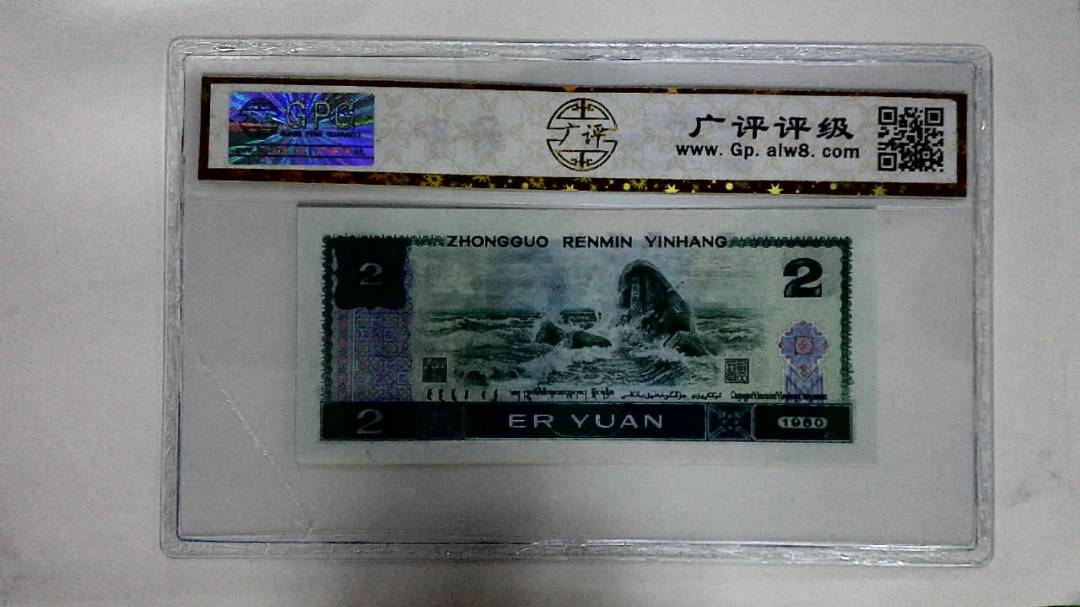 GPG
广评
广评评级
www. Gp. alw8. com
ZHONGGUO RENMIN YINHANG
2
2
2
ER YUAN
1980